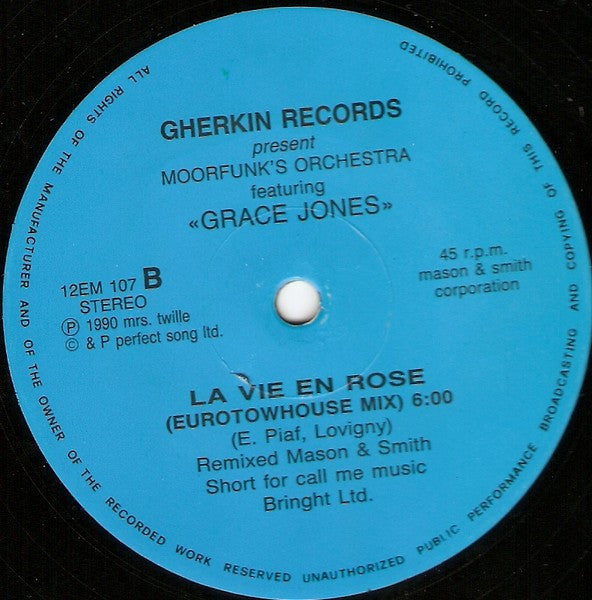 ALL RIGHTS OF THE MANUFACTURER AND OF THE OWNER OF THE RECORDED WORK RESERVED UNAUTHORIZED PUBLIC PERFORMANCE BROADCASTING AND COPYING OF THIS RECORD PROHIBITED
GHERKIN RECORDS
present
MOORFUNK'S ORCHESTRA
featuring
«GRACE JONES»
12EM 107 B
STEREO
Ⓟ 1990 mrs. twille
© & P perfect song ltd.
45 r.p.m.
mason & smith
corporation
LA VIE EN ROSE
(EUROTOWHOUSE MIX) 6:00
(E. Piaf, Lovigny)
Remixed Mason & Smith
Short for call me music
Bringht Ltd.